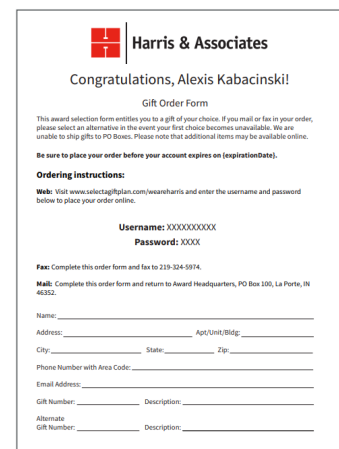 Harris & Associates
Congratulations, Alexis Kabacinski!
Gift Order Form
This award selection form entitles you to a gift of your choice. If you mail or fax in your order,
please select an alternative in the event your first choice becomes unavailable. We are
unable to ship gifts to PO Boxes. Please note that additional items may be available online.
Be sure to place your order before your account expires on (expirationDate).
Ordering instructions:
Web: Visit www.selectagiftplan.com/weareharris and enter the username and password
below to place your order online.
Username: XXXXXXXXXX
Password: XXXX
Fax: Complete this order form and fax to 219-324-5974.
Mail: Complete this order form and return to Award Headquarters, PO Box 100, La Porte, IN
46352.
Name:
Address: Apt/Unit/Bldg:
City: State: Zip:
Phone Number with Area Code:
Email Address:
Gift Number: Description:
Alternate
Gift Number: Description: